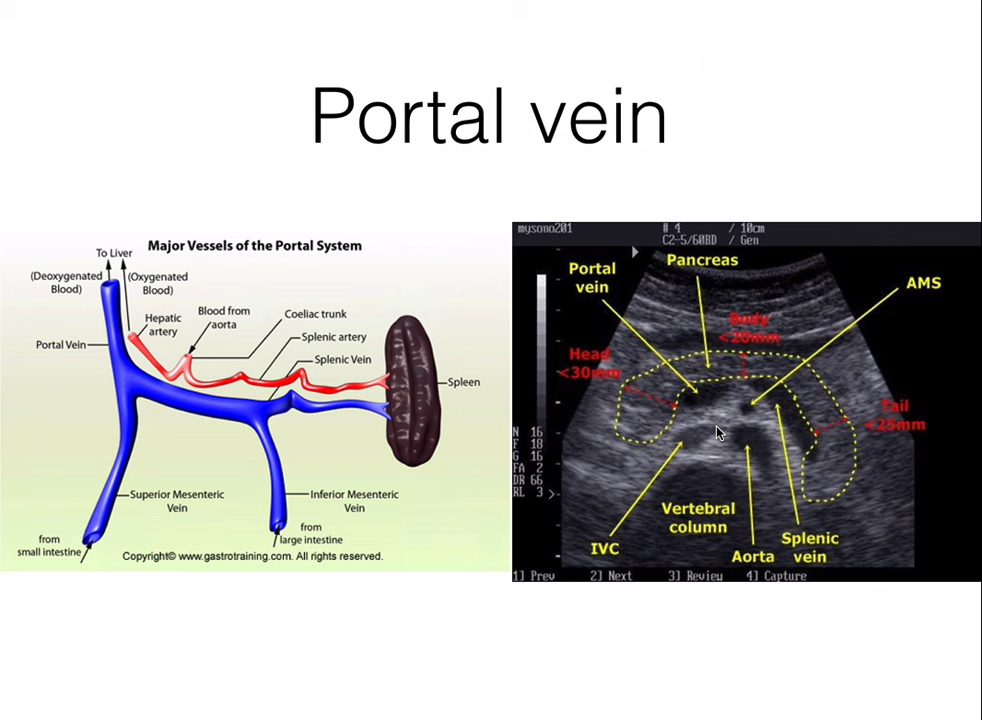 Portal vein
Major Vessels of the Portal System
To Liver
(Deoxygenated
Blood)
(Oxygenated
Blood)
Hepatic
artery
Blood from
aorta
Coeliac trunk
Portal Vein
Splenic artery
Splenic Vein
Spleen
Superior Mesenteric
Vein
Inferior Mesenteric
Vein
from
small intestine
from
large intestine
Copyright© www.gastrotraining.com. All rights reserved.
mysono201
# 4 / 10cm
C2-5/60BD / Gen
Portal
vein
Pancreas
AMS
Body
<20mm
Head
<30mm
Tail
<25mm
N 16
F 18
G 16
FA 2
DR 66
RL 3
Vertebral
column
IVC
Aorta
Splenic
vein
1] Prev 2] Next 3] Review 4] Capture